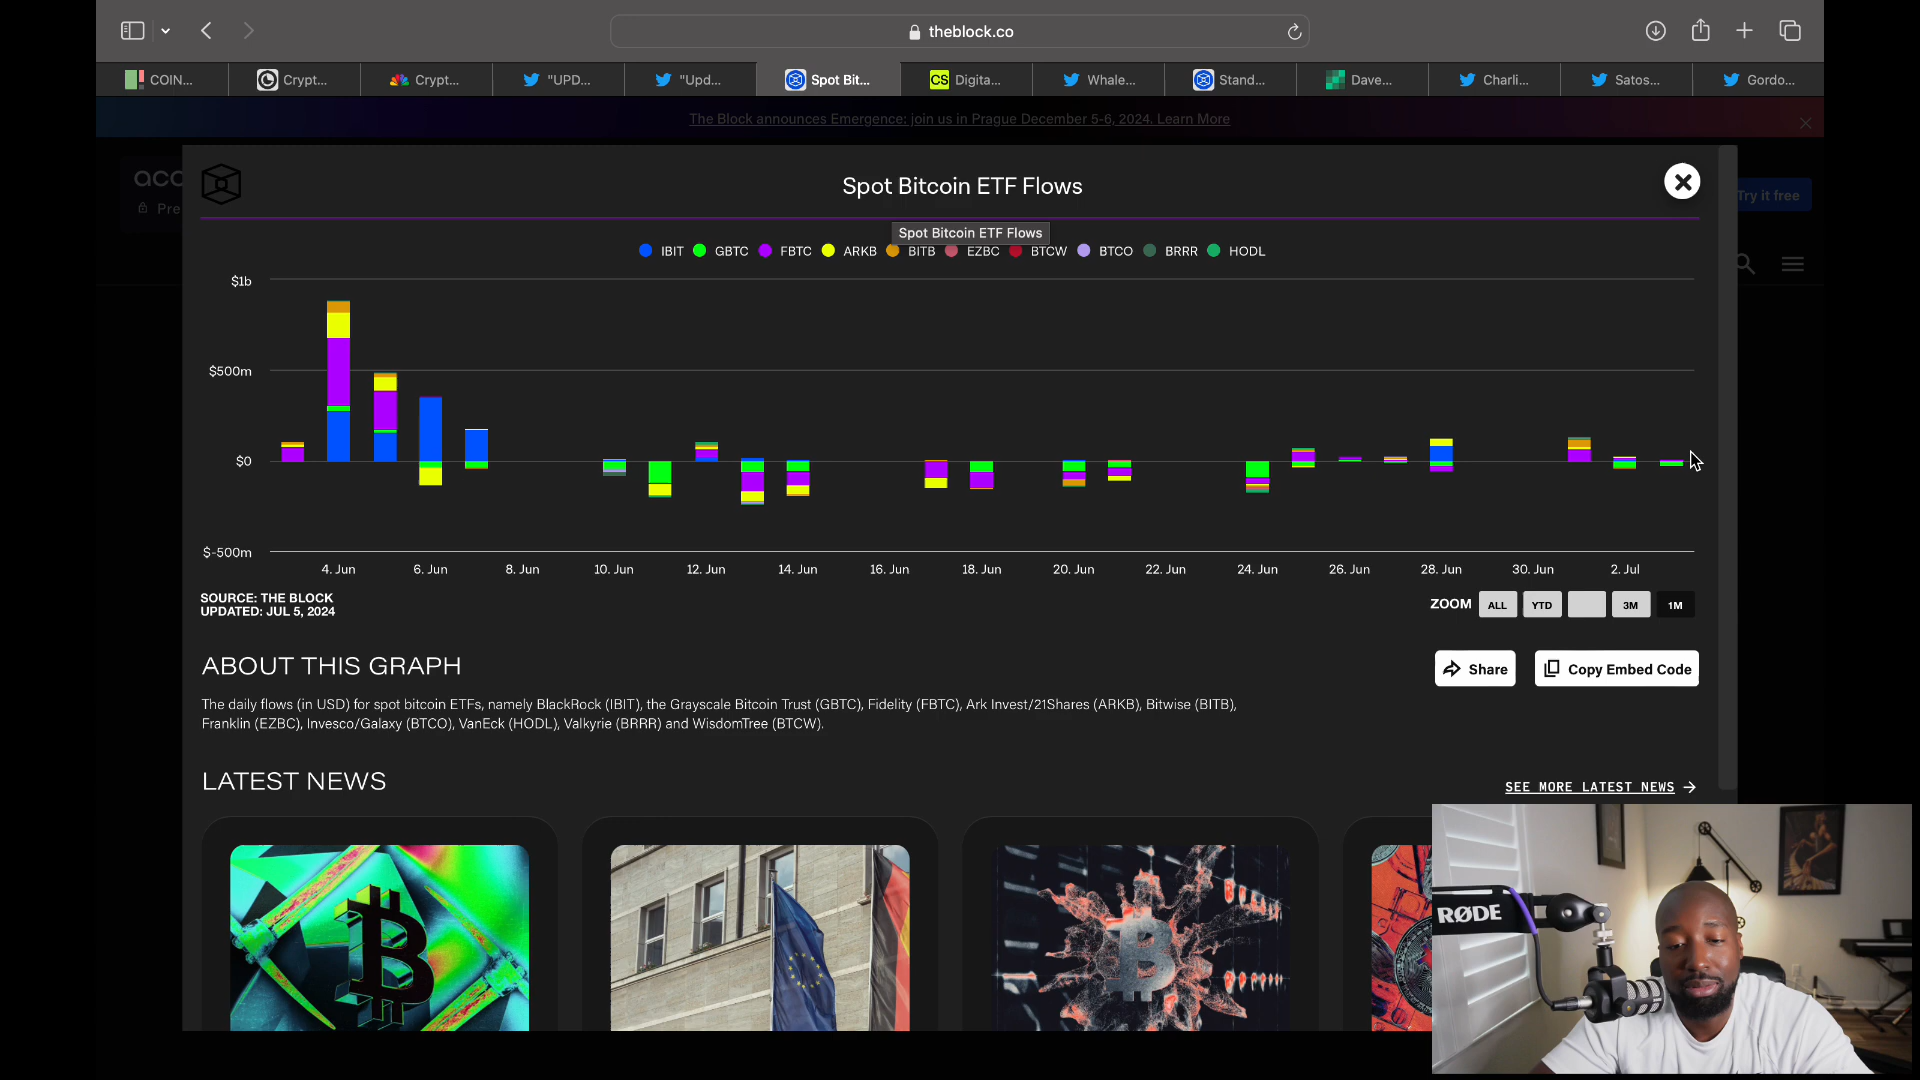 theblock.co
COIN...
Crypt...
Crypt...
"UPD...
"Upd...
Spot Bit...
CS Digita...
Whale...
Stand...
Dave...
Charli...
Satos...
Gordo...
The Block announces Emergence: join us in Prague December 5-6, 2024. Learn More
acc
Pre
Try it free
Spot Bitcoin ETF Flows
Spot Bitcoin ETF Flows
IBIT GBTC FBTC ARKB BITB EZBC BTCW BTCO BRRR HODL
$1b
$500m
$0
$-500m
4. Jun 6. Jun 8. Jun 10. Jun 12. Jun 14. Jun 16. Jun 18. Jun 20. Jun 22. Jun 24. Jun 26. Jun 28. Jun 30. Jun 2. Jul
SOURCE: THE BLOCK
UPDATED: JUL 5, 2024
ZOOM ALL YTD 3M 1M
ABOUT THIS GRAPH
Share
Copy Embed Code
The daily flows (in USD) for spot bitcoin ETFs, namely BlackRock (IBIT), the Grayscale Bitcoin Trust (GBTC), Fidelity (FBTC), Ark Invest/21Shares (ARKB), Bitwise (BITB),
Franklin (EZBC), Invesco/Galaxy (BTCO), VanEck (HODL), Valkyrie (BRRR) and WisdomTree (BTCW).
LATEST NEWS
SEE MORE LATEST NEWS
RØDE